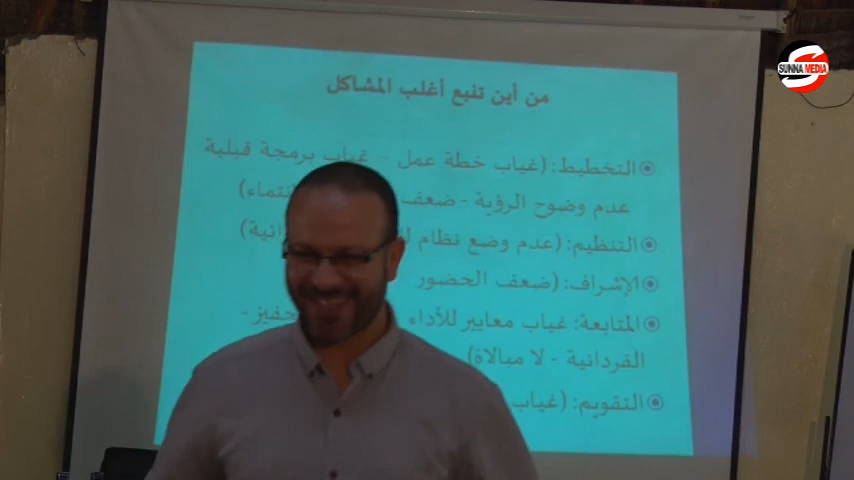 SUNNA MEDIA
من أين تنبع أغلب المشاكل
التخطيط: (غياب خطة عمل - غياب برمجة قبلية
عدم وضوح الرؤية - ضعف
التنظيم: (عدم وضع نظام
الإشراف: (ضعف الحضور
المتابعة: غياب معايير للأداء
الفردانية - لا مبالاة)
التقويم: (غياب